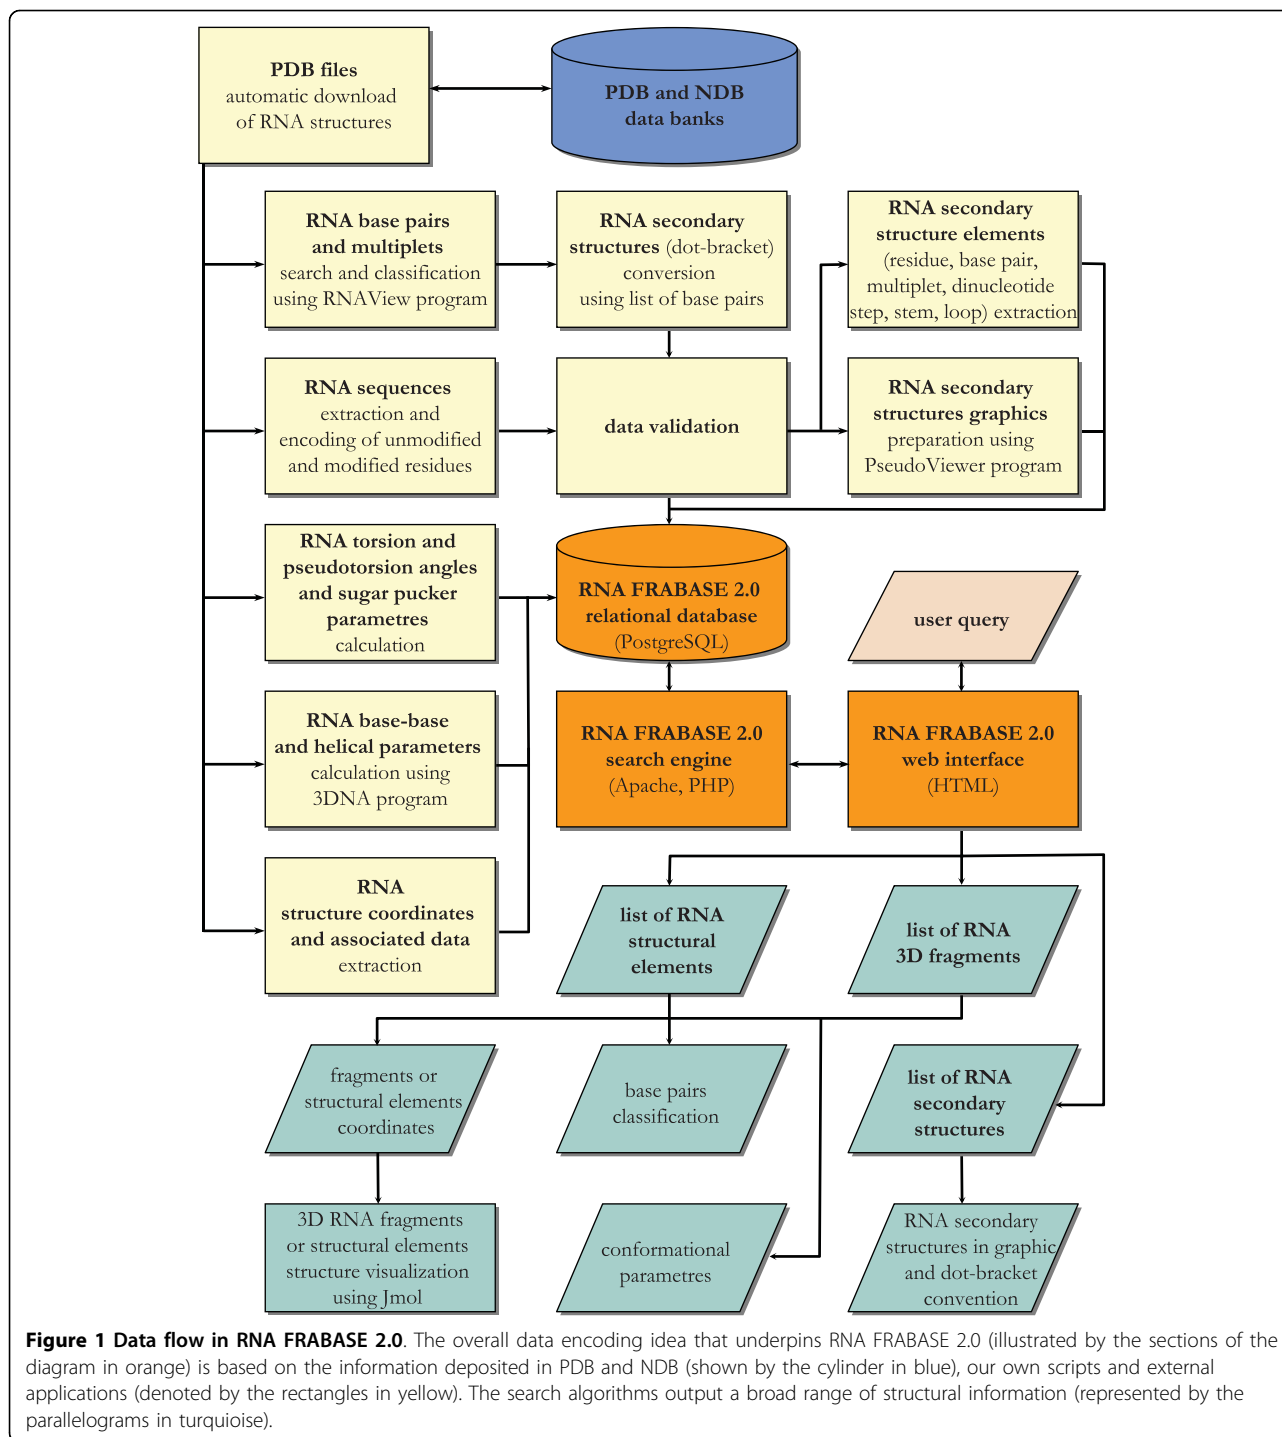 PDB files
automatic download
of RNA structures
PDB and NDB
data banks
RNA base pairs
and multiplets
search and classification
using RNAView program
RNA secondary
structures (dot-bracket)
conversion
using list of base pairs
RNA secondary
structure elements
(residue, base pair,
multiplet, dinucleotide
step, stem, loop) extraction
RNA sequences
extraction and
encoding of unmodified
and modified residues
data validation
RNA secondary
structures graphics
preparation using
PseudoViewer program
RNA torsion and
pseudotorsion angles
and sugar pucker
parametres
calculation
RNA FRABASE 2.0
relational database
(PostgreSQL)
user query
RNA base-base
and helical parameters
calculation using
3DNA program
RNA FRABASE 2.0
search engine
(Apache, PHP)
RNA FRABASE 2.0
web interface
(HTML)
RNA
structure coordinates
and associated data
extraction
list of RNA
structural
elements
list of RNA
3D fragments
fragments or
structural elements
coordinates
base pairs
classification
list of RNA
secondary
structures
3D RNA fragments
or structural elements
structure visualization
using Jmol
conformational
parametres
RNA secondary
structures in graphic
and dot-bracket
convention
Figure 1 Data flow in RNA FRABASE 2.0. The overall data encoding idea that underpins RNA FRABASE 2.0 (illustrated by the sections of the
diagram in orange) is based on the information deposited in PDB and NDB (shown by the cylinder in blue), our own scripts and external
applications (denoted by the rectangles in yellow). The search algorithms output a broad range of structural information (represented by the
parallelograms in turquioise).